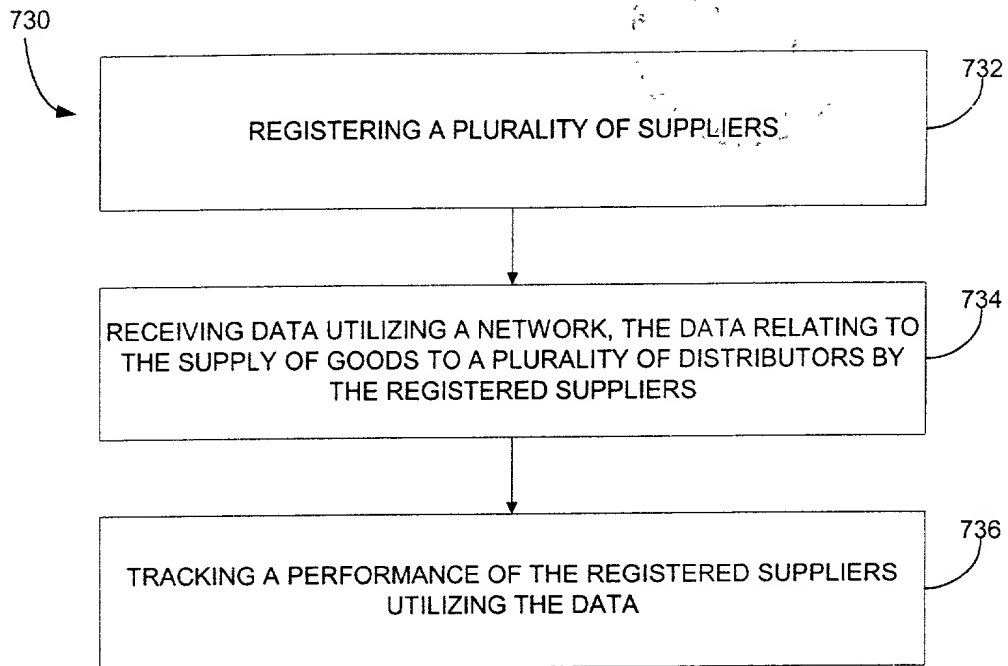 730
732
REGISTERING A PLURALITY OF SUPPLIERS
734
RECEIVING DATA UTILIZING A NETWORK, THE DATA RELATING TO
THE SUPPLY OF GOODS TO A PLURALITY OF DISTRIBUTORS BY
THE REGISTERED SUPPLIERS
736
TRACKING A PERFORMANCE OF THE REGISTERED SUPPLIERS
UTILIZING THE DATA